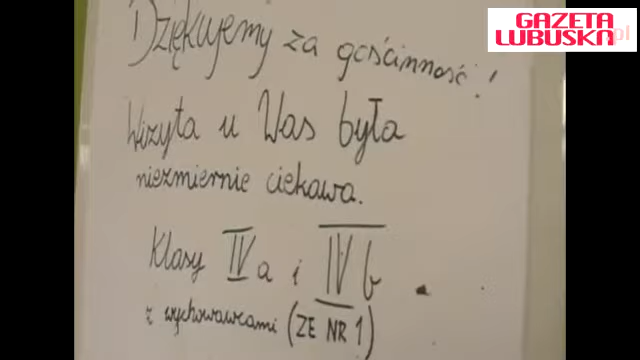 GAZETA
LUBUSKA.pl
Dziękujemy za gościnność!
Wizyta u Was była
niezmiernie ciekawa.
Klasy IV a i IV b
z wychowawcami (ZE NR 1)